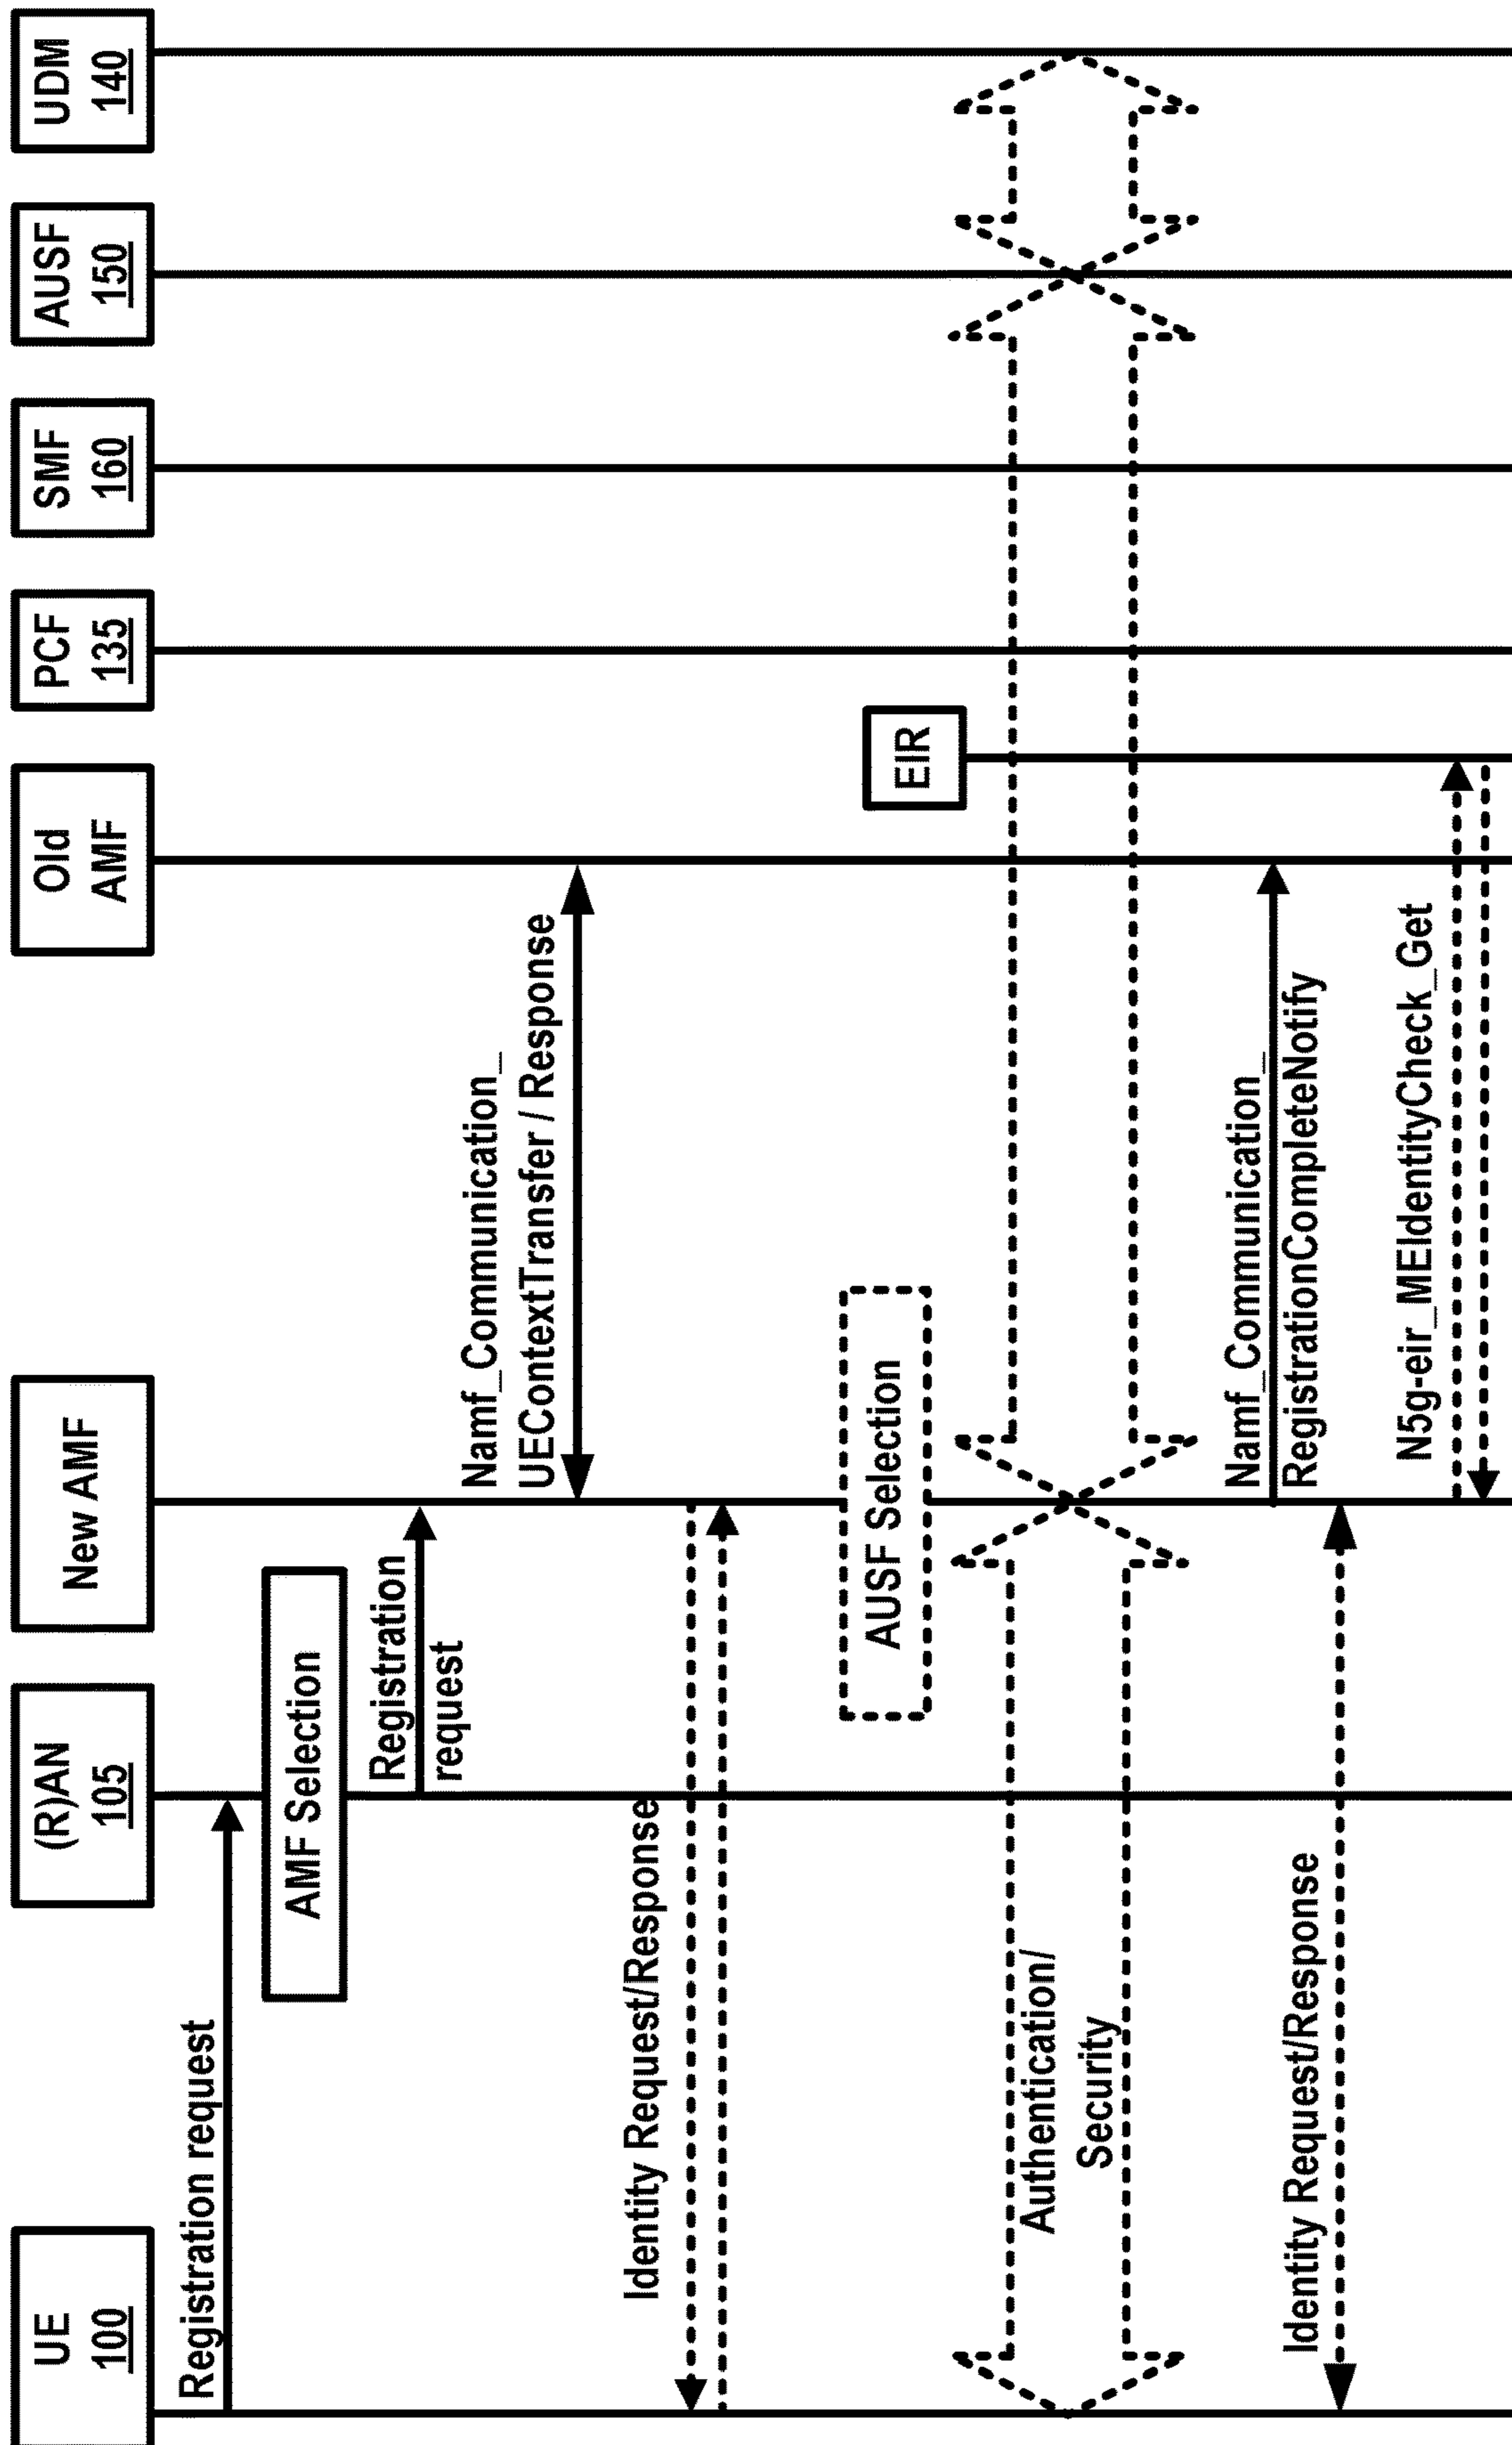 UE
100
(R)AN
105
New AMF
Old
AMF
PCF
135
SMF
160
AUSF
150
UDM
140
Registration request
AMF Selection
Registration
request
Namf_Communication_
UEContextTransfer / Response
Identity Request/Response
AUSF Selection
EIR
Authentication/
Security
Namf_Communication_
RegistrationCompleteNotify
Identity Request/Response
N5g-eir_MEIdentityCheck_Get